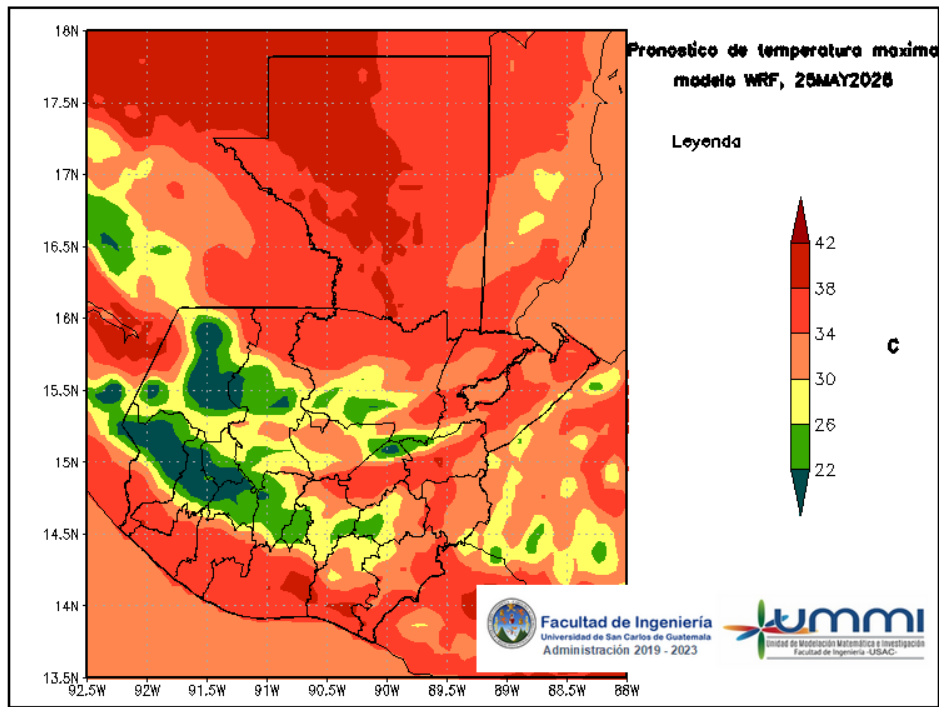 Pronostico de temperatura maxima
modelo WRF, 25MAY2025
Leyenda
18N
17.5N
17N
16.5N
16N
15.5N
15N
14.5N
14N
13.5N
92.5W 92W 91.5W 91W 90.5W 90W 89.5W 89W 88.5W 88W
42
38
34
30
26
22
C
Facultad de Ingeniería
Universidad de San Carlos de Guatemala
Administración 2019 - 2023
UMMI
Unidad de Modelación Matemática e Investigación
Facultad de Ingeniería -USAC-